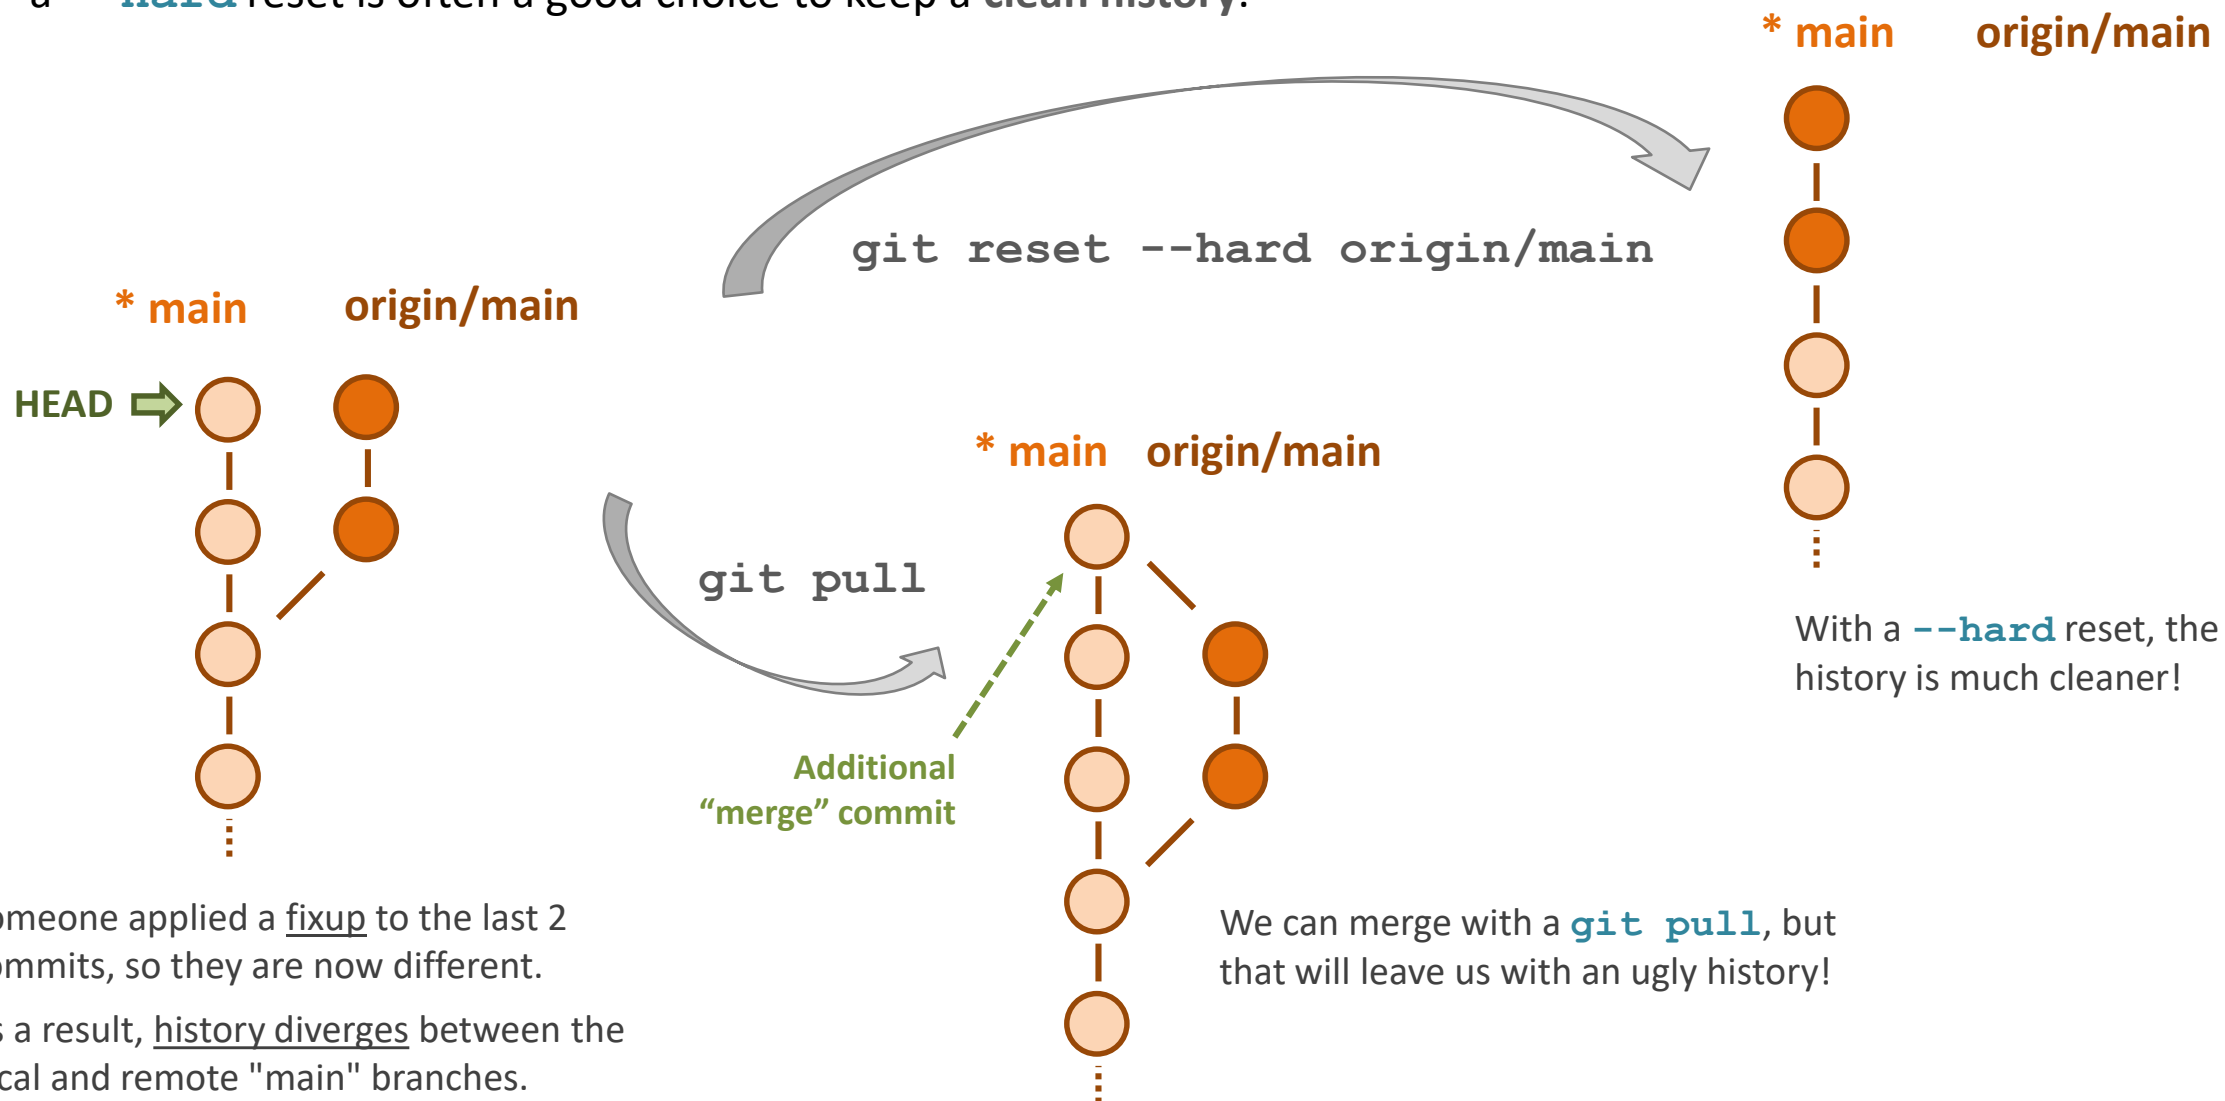 a --hard reset is often a good choice to keep a clean history.
* main origin/main
git reset --hard origin/main
* main origin/main
HEAD
* main origin/main
git pull
With a --hard reset, the
history is much cleaner!
Additional
“merge” commit
omeone applied a fixup to the last 2
ommits, so they are now different.
We can merge with a git pull, but
that will leave us with an ugly history!
s a result, history diverges between the
cal and remote "main" branches.